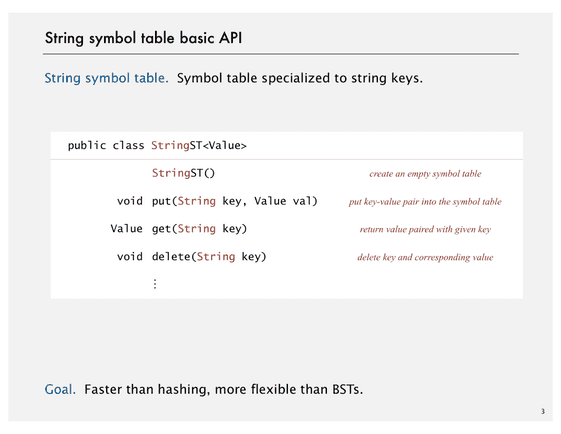 String symbol table basic API
String symbol table. Symbol table specialized to string keys.
public class StringST<Value>
StringST() create an empty symbol table
void put(String key, Value val) put key-value pair into the symbol table
Value get(String key) return value paired with given key
void delete(String key) delete key and corresponding value
⋮
Goal. Faster than hashing, more flexible than BSTs.
3